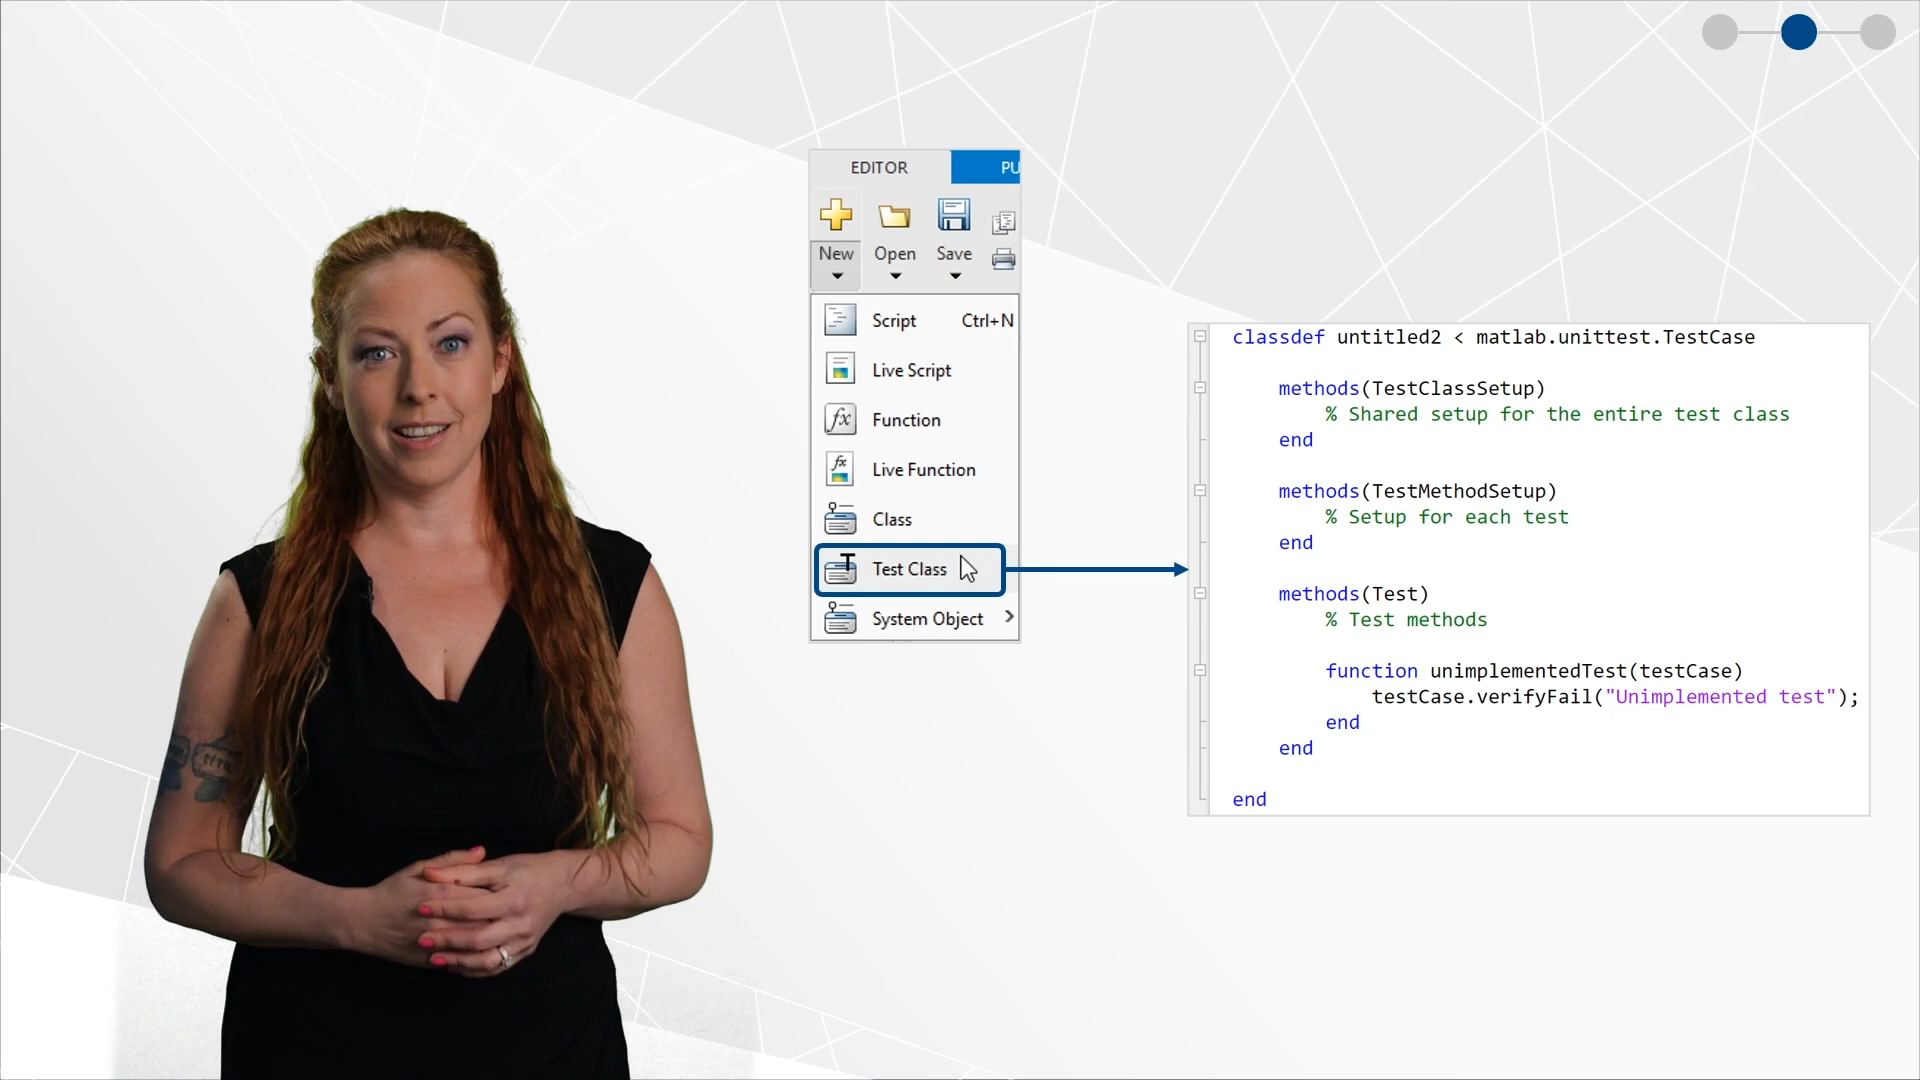 EDITOR PU
New Open Save
Script Ctrl+N
Live Script
fx Function
fx Live Function
Class
T Test Class
System Object >
classdef untitled2 < matlab.unittest.TestCase
methods(TestClassSetup)
% Shared setup for the entire test class
end
methods(TestMethodSetup)
% Setup for each test
end
methods(Test)
% Test methods
function unimplementedTest(testCase)
testCase.verifyFail("Unimplemented test");
end
end
end